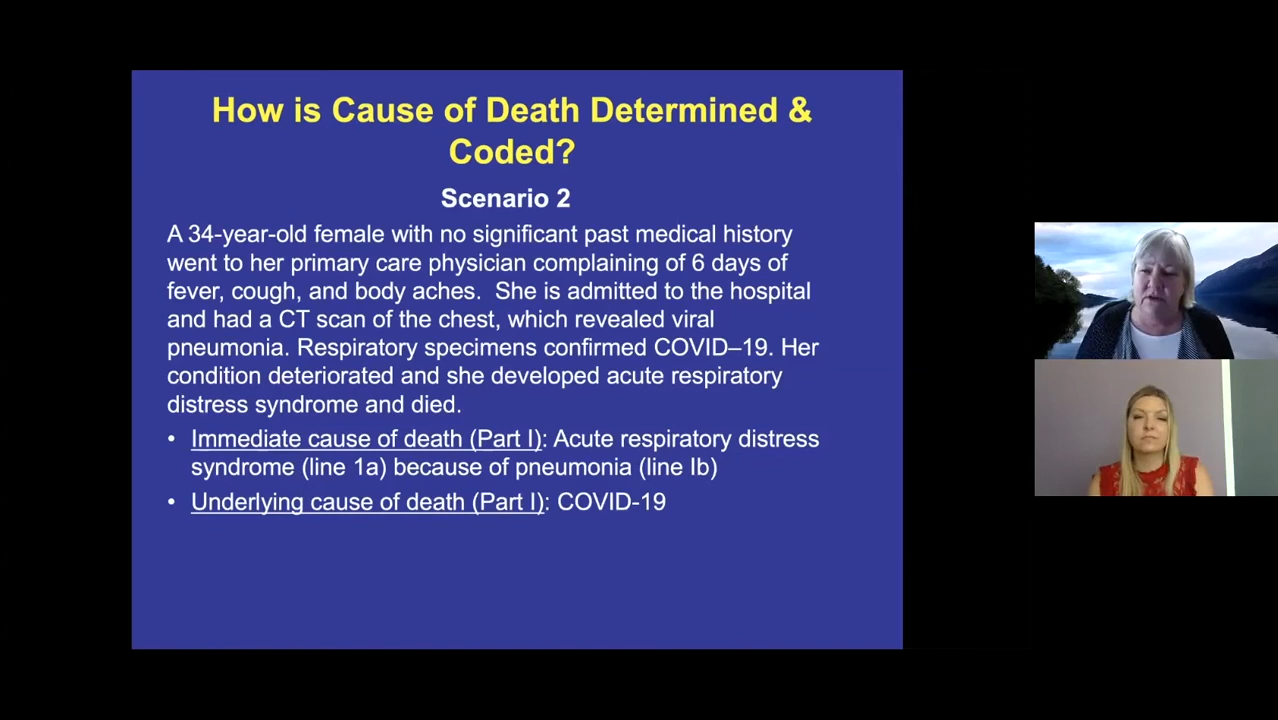 How is Cause of Death Determined &
Coded?
Scenario 2
A 34-year-old female with no significant past medical history
went to her primary care physician complaining of 6 days of
fever, cough, and body aches.  She is admitted to the hospital
and had a CT scan of the chest, which revealed viral
pneumonia. Respiratory specimens confirmed COVID–19. Her
condition deteriorated and she developed acute respiratory
distress syndrome and died.
• Immediate cause of death (Part I): Acute respiratory distress
syndrome (line 1a) because of pneumonia (line Ib)
• Underlying cause of death (Part I): COVID-19